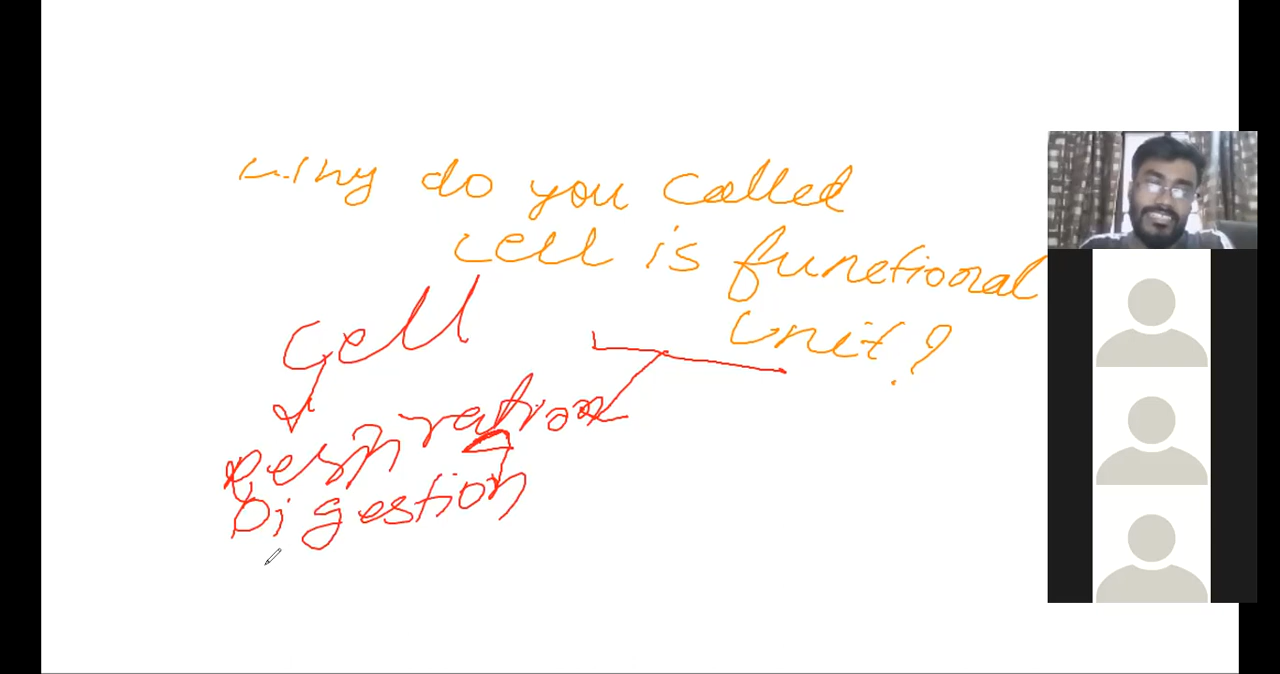 Why do you called
cell is functional
unit?
Cell
Respiration
Digestion